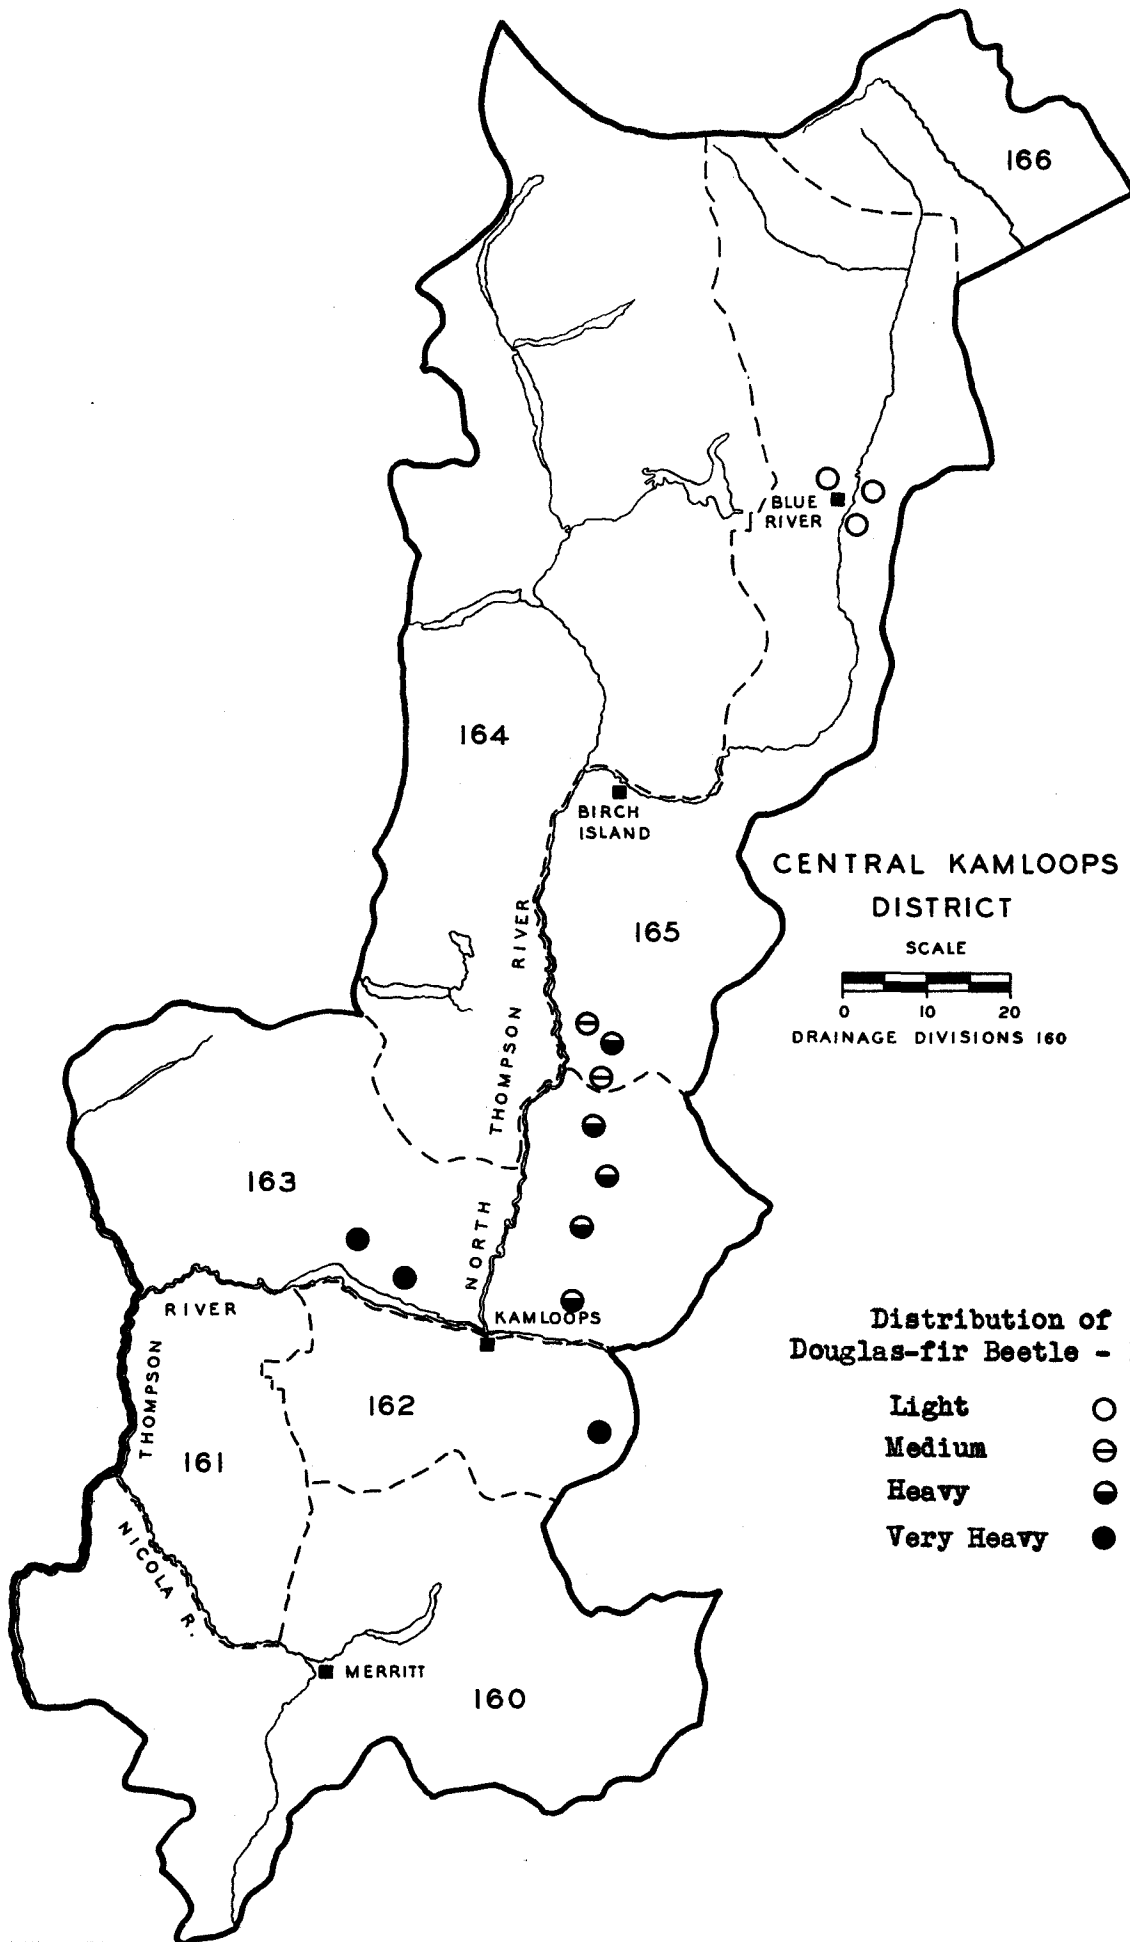 166
BLUE
RIVER
164
BIRCH
ISLAND
CENTRAL KAMLOOPS
DISTRICT
SCALE
0 10 20
DRAINAGE DIVISIONS 160
165
NORTH THOMPSON RIVER
163
RIVER
KAMLOOPS
THOMPSON
162
161
NICOLA R.
MERRITT
160
Distribution of
Douglas-fir Beetle -
Light
Medium
Heavy
Very Heavy